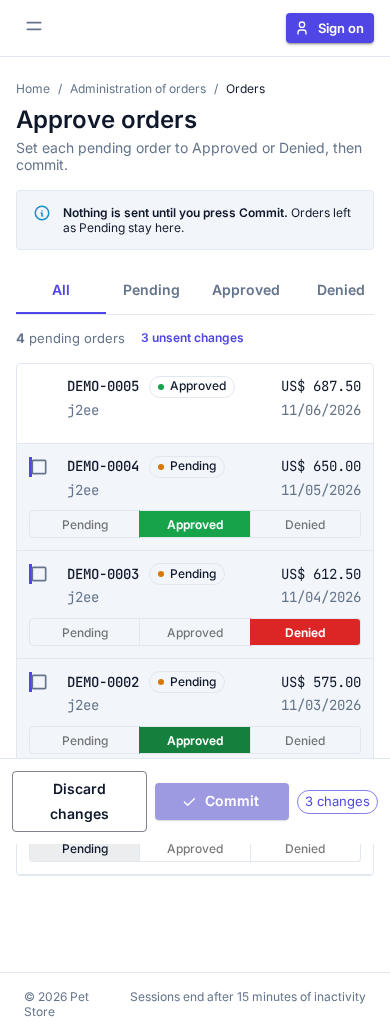 Sign on
Home / Administration of orders / Orders
Approve orders
Set each pending order to Approved or Denied, then
commit.
Nothing is sent until you press Commit. Orders left
as Pending stay here.
All Pending Approved Denied
4 pending orders 3 unsent changes
DEMO-0005 Approved US$ 687.50
j2ee 11/06/2026
DEMO-0004 Pending US$ 650.00
j2ee 11/05/2026
Pending Approved Denied
DEMO-0003 Pending US$ 612.50
j2ee 11/04/2026
Pending Approved Denied
DEMO-0002 Pending US$ 575.00
j2ee 11/03/2026
Pending Approved Denied
Discard
changes
Commit
3 changes
Pending Approved Denied
© 2026 Pet
Store
Sessions end after 15 minutes of inactivity